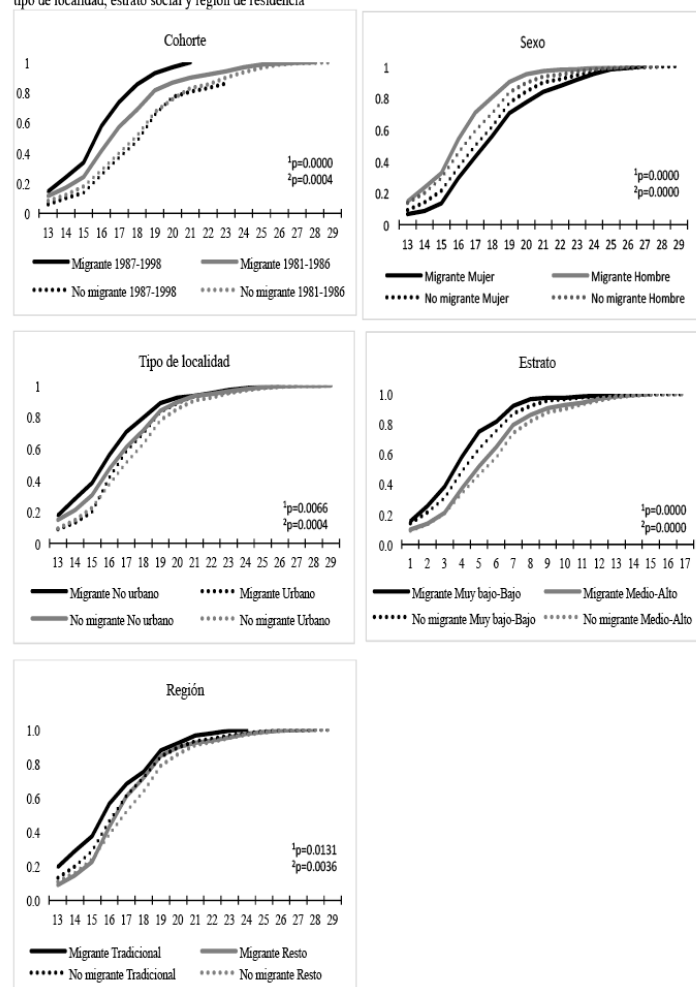 tipo de localidad, estrato social y región de residencia
Cohorte
1
0.8
0.6
0.4
0.2
0
¹p=0.0000
²p=0.0004
13 14 15 16 17 18 19 20 21 22 23 24 25 26 27 28 29
Migrante 1987-1998 Migrante 1981-1986
No migrante 1987-1998 No migrante 1981-1986
Sexo
1
0.8
0.6
0.4
0.2
0
¹p=0.0000
²p=0.0000
13 14 15 16 17 18 19 20 21 22 23 24 25 26 27 28 29
Migrante Mujer Migrante Hombre
No migrante Mujer No migrante Hombre
Tipo de localidad
1
0.8
0.6
0.4
0.2
0
¹p=0.0066
²p=0.0004
13 14 15 16 17 18 19 20 21 22 23 24 25 26 27 28 29
Migrante No urbano Migrante Urbano
No migrante No urbano No migrante Urbano
Estrato
1.0
0.8
0.6
0.4
0.2
0.0
¹p=0.0000
²p=0.0000
1 2 3 4 5 6 7 8 9 10 11 12 13 14 15 16 17
Migrante Muy bajo-Bajo Migrante Medio-Alto
No migrante Muy bajo-Bajo No migrante Medio-Alto
Región
1.0
0.8
0.6
0.4
0.2
0.0
¹p=0.0131
²p=0.0036
13 14 15 16 17 18 19 20 21 22 23 24 25 26 27 28 29
Migrante Tradicional Migrante Resto
No migrante Tradicional No migrante Resto